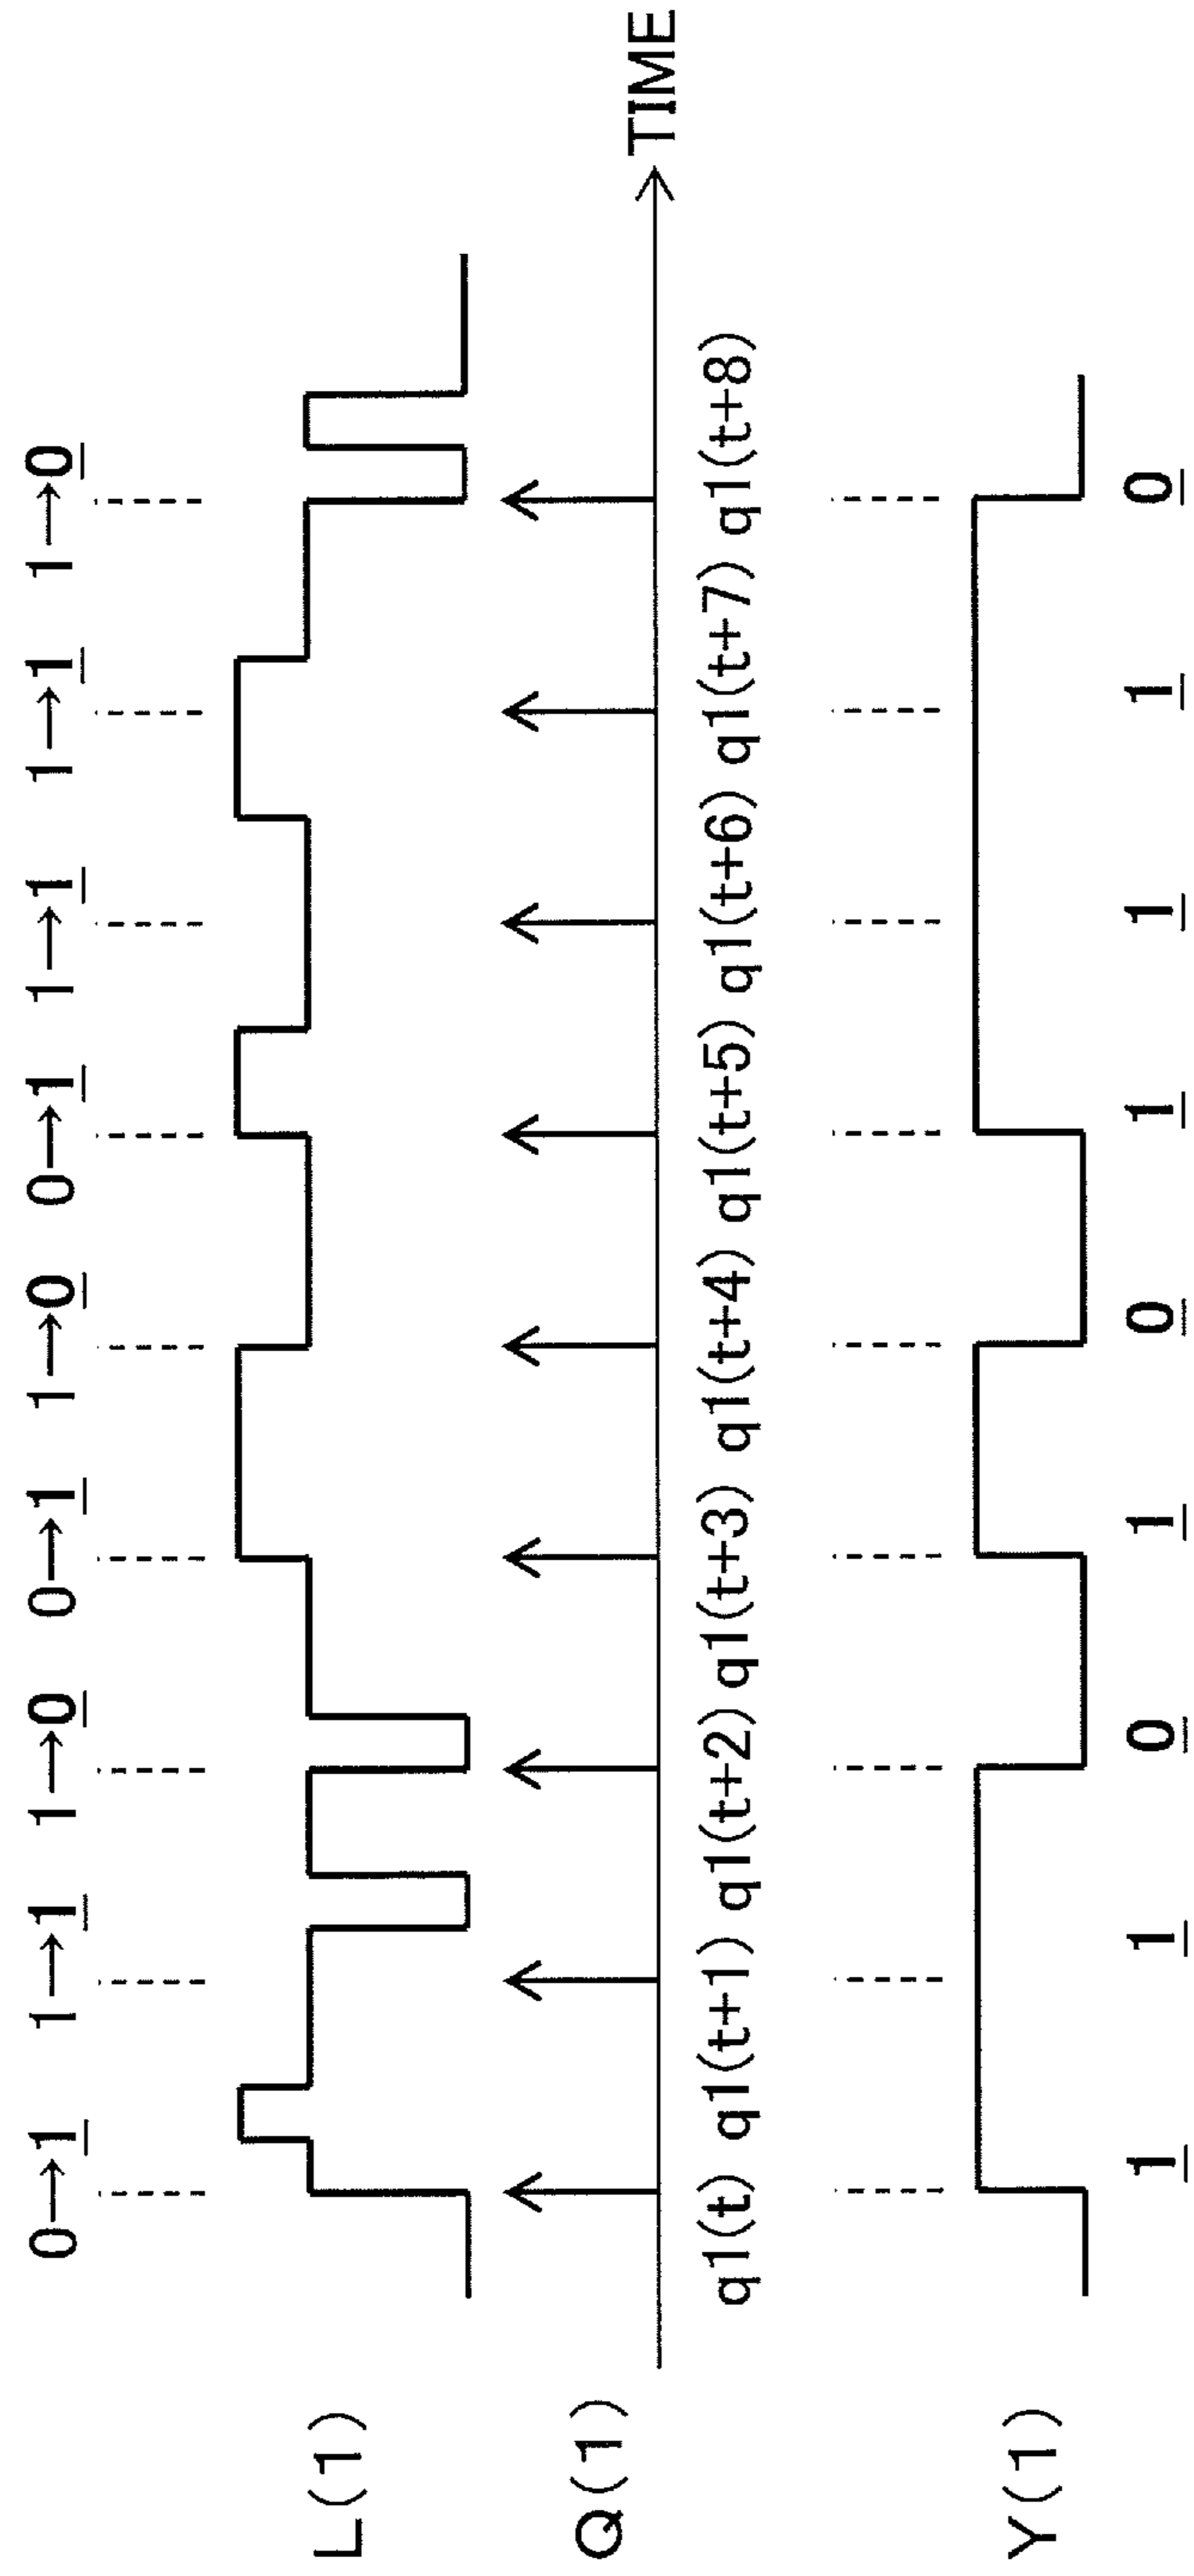 0→1 1→1 1→0 0→1 1→0 0→1 1→1 1→1 1→0
L(1)
Q(1)
TIME
q1(t) q1(t+1) q1(t+2) q1(t+3) q1(t+4) q1(t+5) q1(t+6) q1(t+7) q1(t+8)
Y(1)
1 1 0 1 0 1 1 1 0